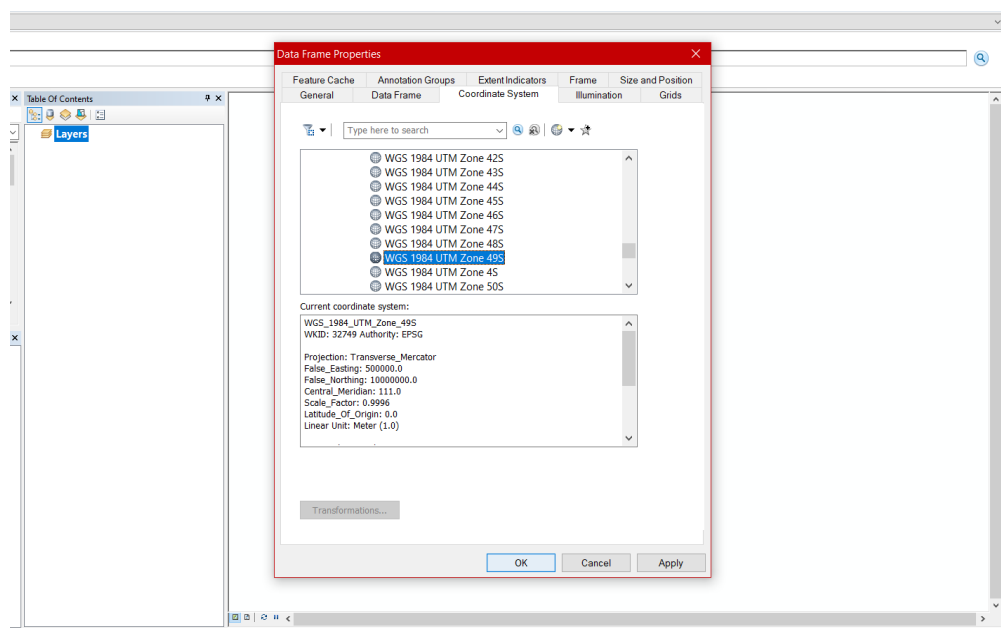 Data Frame Properties
Feature Cache Annotation Groups Extent Indicators Frame Size and Position
General Data Frame Coordinate System Illumination Grids
Table Of Contents
Layers
Type here to search
WGS 1984 UTM Zone 42S
WGS 1984 UTM Zone 43S
WGS 1984 UTM Zone 44S
WGS 1984 UTM Zone 45S
WGS 1984 UTM Zone 46S
WGS 1984 UTM Zone 47S
WGS 1984 UTM Zone 48S
WGS 1984 UTM Zone 49S
WGS 1984 UTM Zone 4S
WGS 1984 UTM Zone 50S
Current coordinate system:
WGS_1984_UTM_Zone_49S
WKID: 32749 Authority: EPSG
Projection: Transverse_Mercator
False_Easting: 500000.0
False_Northing: 10000000.0
Central_Meridian: 111.0
Scale_Factor: 0.9996
Latitude_Of_Origin: 0.0
Linear Unit: Meter (1.0)
Transformations...
OK Cancel Apply